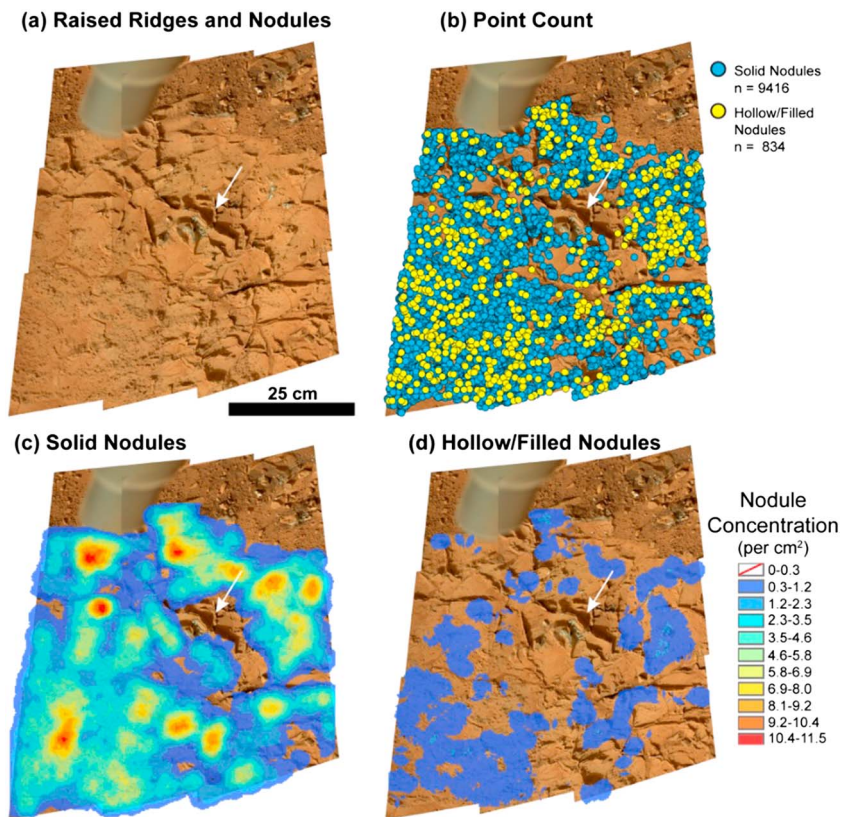 (a) Raised Ridges and Nodules
(b) Point Count
Solid Nodules
n = 9416
Hollow/Filled
Nodules
n = 834
25 cm
(c) Solid Nodules
(d) Hollow/Filled Nodules
Nodule
Concentration
(per cm²)
0-0.3
0.3-1.2
1.2-2.3
2.3-3.5
3.5-4.6
4.6-5.8
5.8-6.9
6.9-8.0
8.1-9.2
9.2-10.4
10.4-11.5